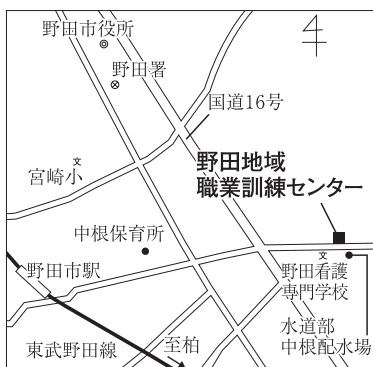 野田市役所
野田署
国道16号
文
宮崎小
野田地域
職業訓練センター
中根保育所
野田市駅
文
野田看護
専門学校
水道部
中根配水場
東武野田線
至柏